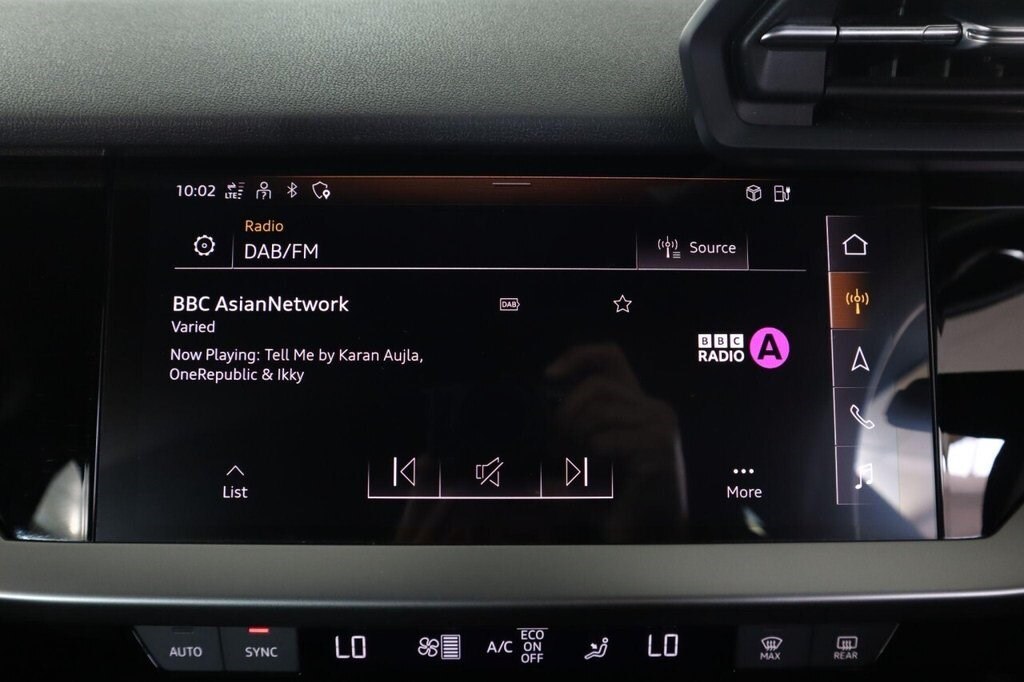 10:02 LTE
Radio
DAB/FM
Source
BBC AsianNetwork
DAB
Varied
Now Playing: Tell Me by Karan Aujla,
OneRepublic & Ikky
BBC
RADIO A
List
More
AUTO
SYNC
LO
A/C
ECO
ON
OFF
LO
MAX
REAR